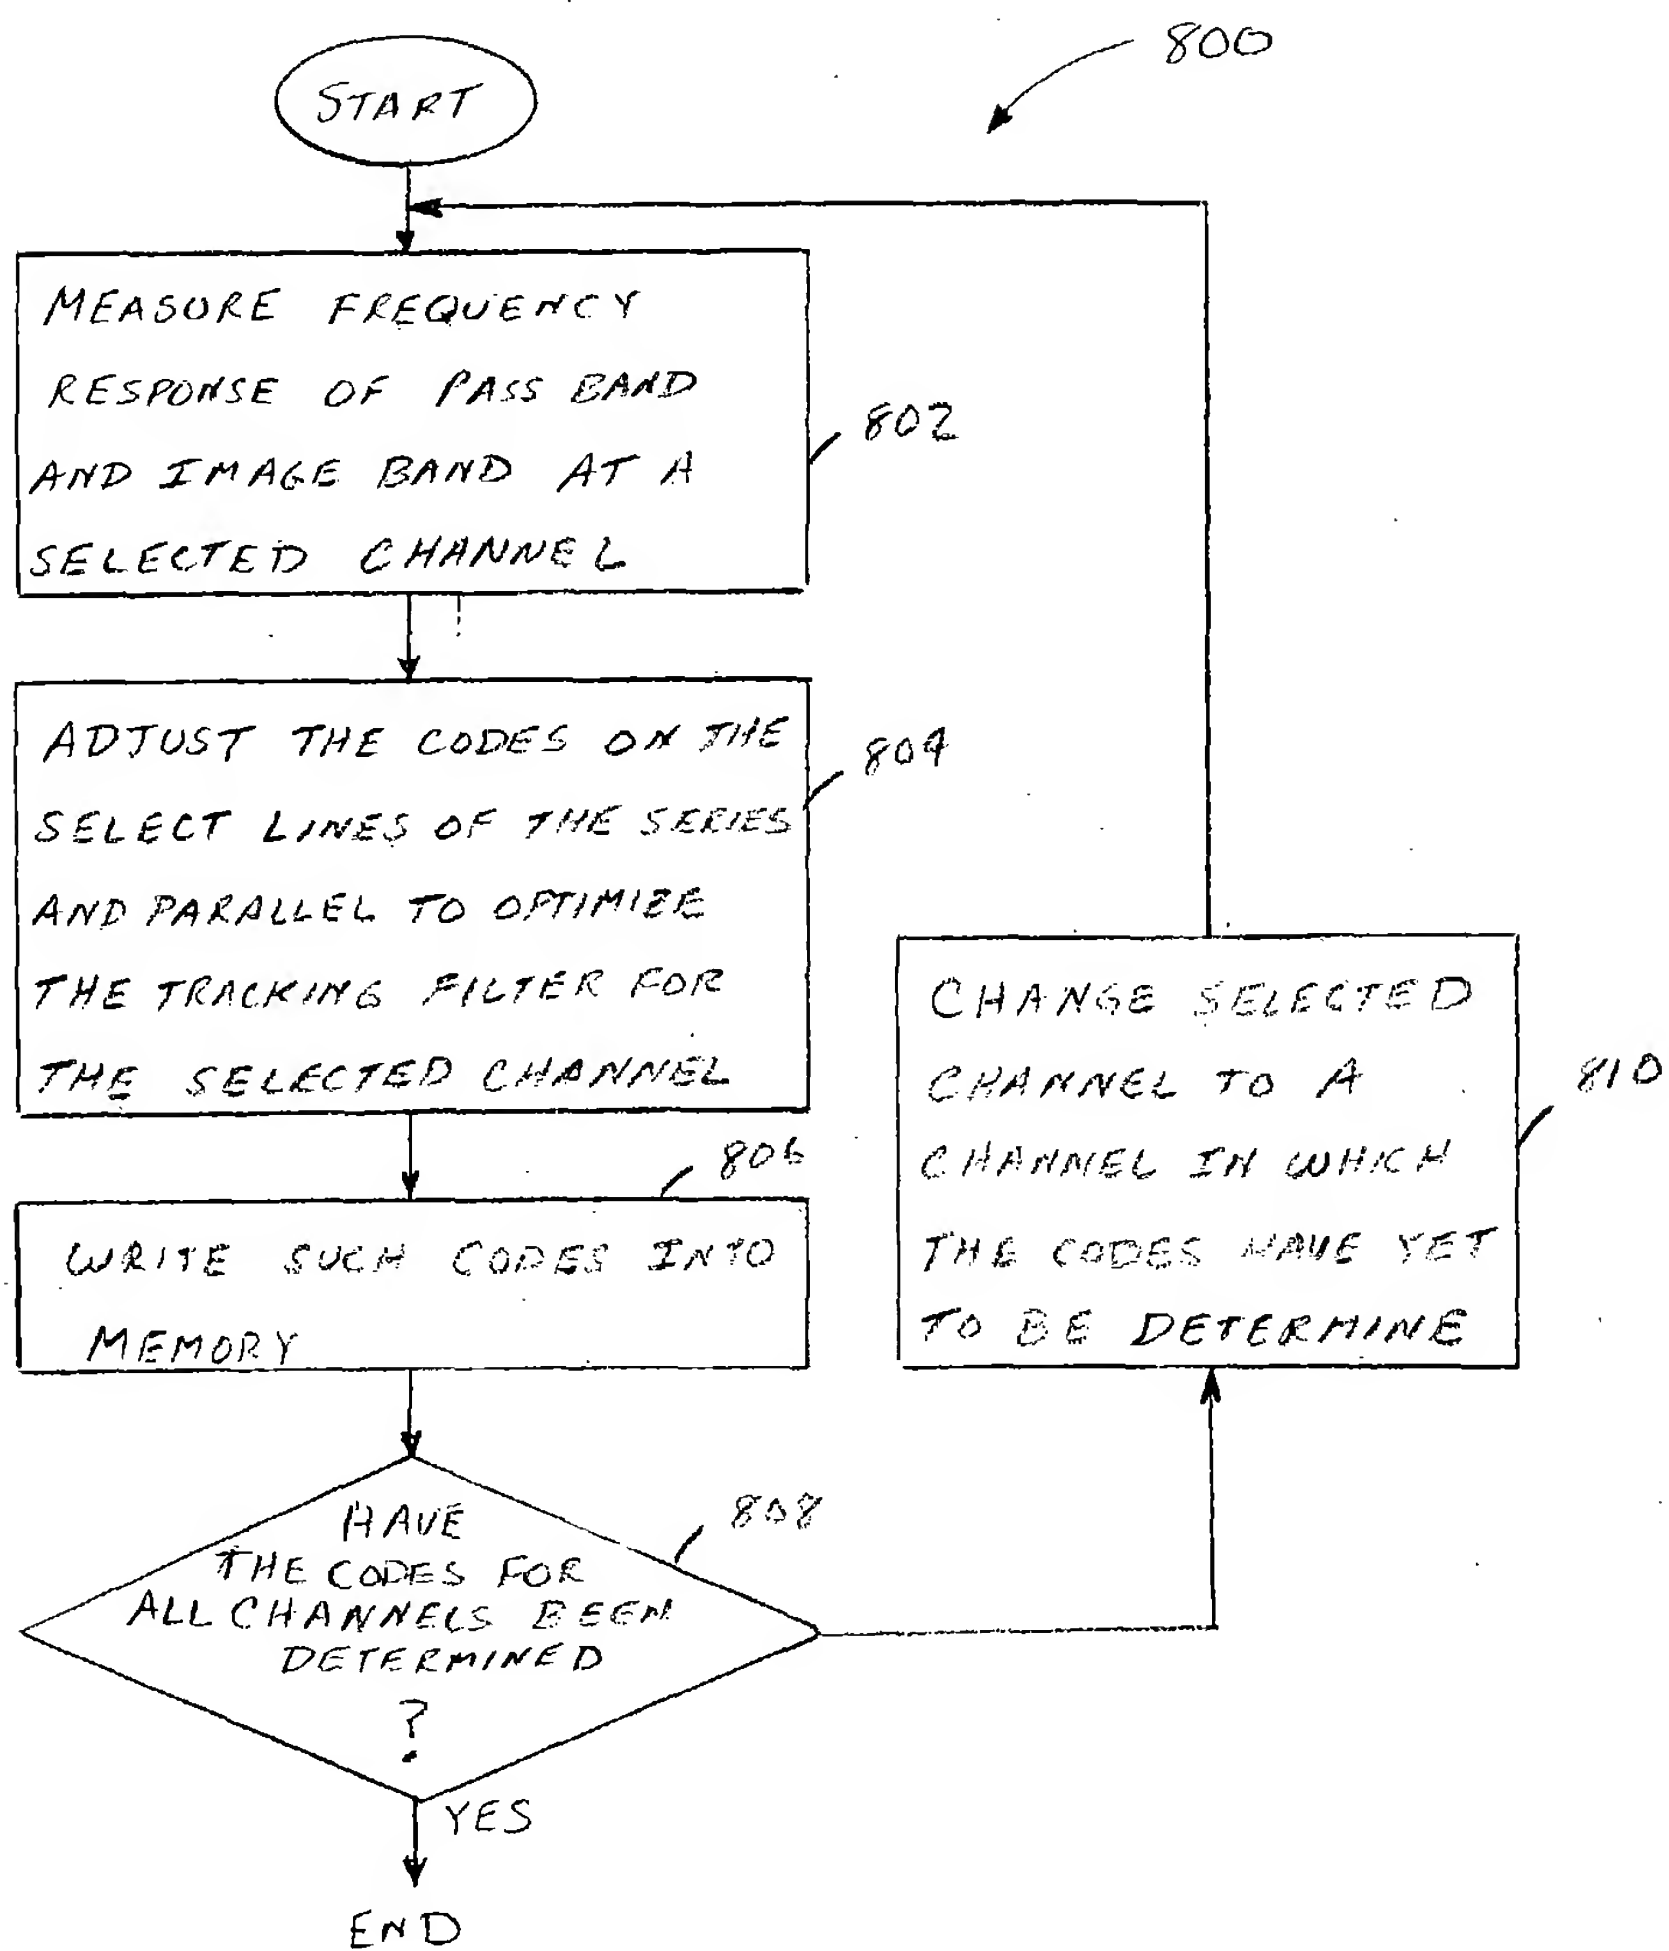 800
START
MEASURE FREQUENCY
RESPONSE OF PASS BAND
AND IMAGE BAND AT A
SELECTED CHANNEL
802
ADJUST THE CODES ON THE
SELECT LINES OF THE SERIES
AND PARALLEL TO OPTIMIZE
THE TRACKING FILTER FOR
THE SELECTED CHANNEL
804
806
WRITE SUCH CODES INTO
MEMORY
HAVE
THE CODES FOR
ALL CHANNELS BEEN
DETERMINED
?
808
YES
END
CHANGE SELECTED
CHANNEL TO A
CHANNEL IN WHICH
THE CODES HAVE YET
TO BE DETERMINE
810